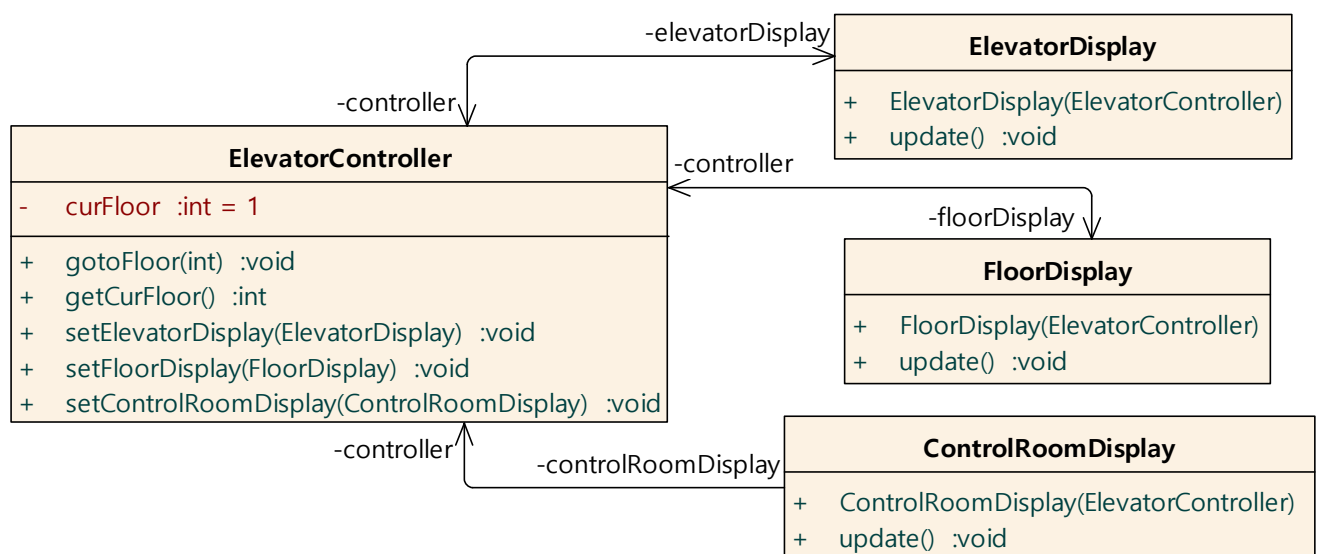 -elevatorDisplay
ElevatorDisplay
+ ElevatorDisplay(ElevatorController)
+ update() :void
-controller
ElevatorController
- curFloor :int = 1
+ gotoFloor(int) :void
+ getCurFloor() :int
+ setElevatorDisplay(ElevatorDisplay) :void
+ setFloorDisplay(FloorDisplay) :void
+ setControlRoomDisplay(ControlRoomDisplay) :void
-controller
-floorDisplay
FloorDisplay
+ FloorDisplay(ElevatorController)
+ update() :void
-controller
-controlRoomDisplay
ControlRoomDisplay
+ ControlRoomDisplay(ElevatorController)
+ update() :void